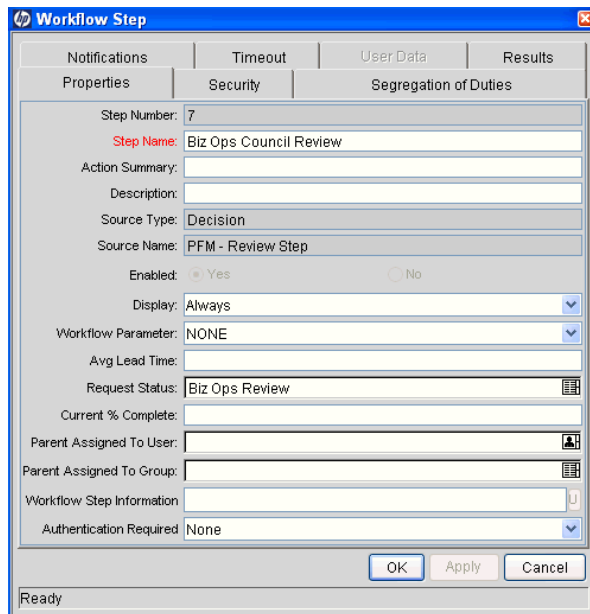 hp Workflow Step
Notifications Timeout User Data Results
Properties Security Segregation of Duties
Step Number: 7
Step Name: Biz Ops Council Review
Action Summary:
Description:
Source Type: Decision
Source Name: PFM - Review Step
Enabled: Yes No
Display: Always
Workflow Parameter: NONE
Avg Lead Time:
Request Status: Biz Ops Review
Current % Complete:
Parent Assigned To User:
Parent Assigned To Group:
Workflow Step Information U
Authentication Required None
OK Apply Cancel
Ready